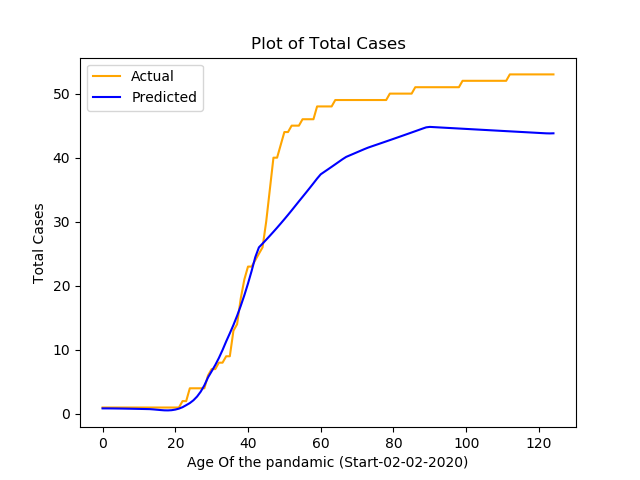 Plot of Total Cases
Actual
Predicted
50
40
30
20
10
0
Total Cases
0 20 40 60 80 100 120
Age Of the pandamic (Start-02-02-2020)